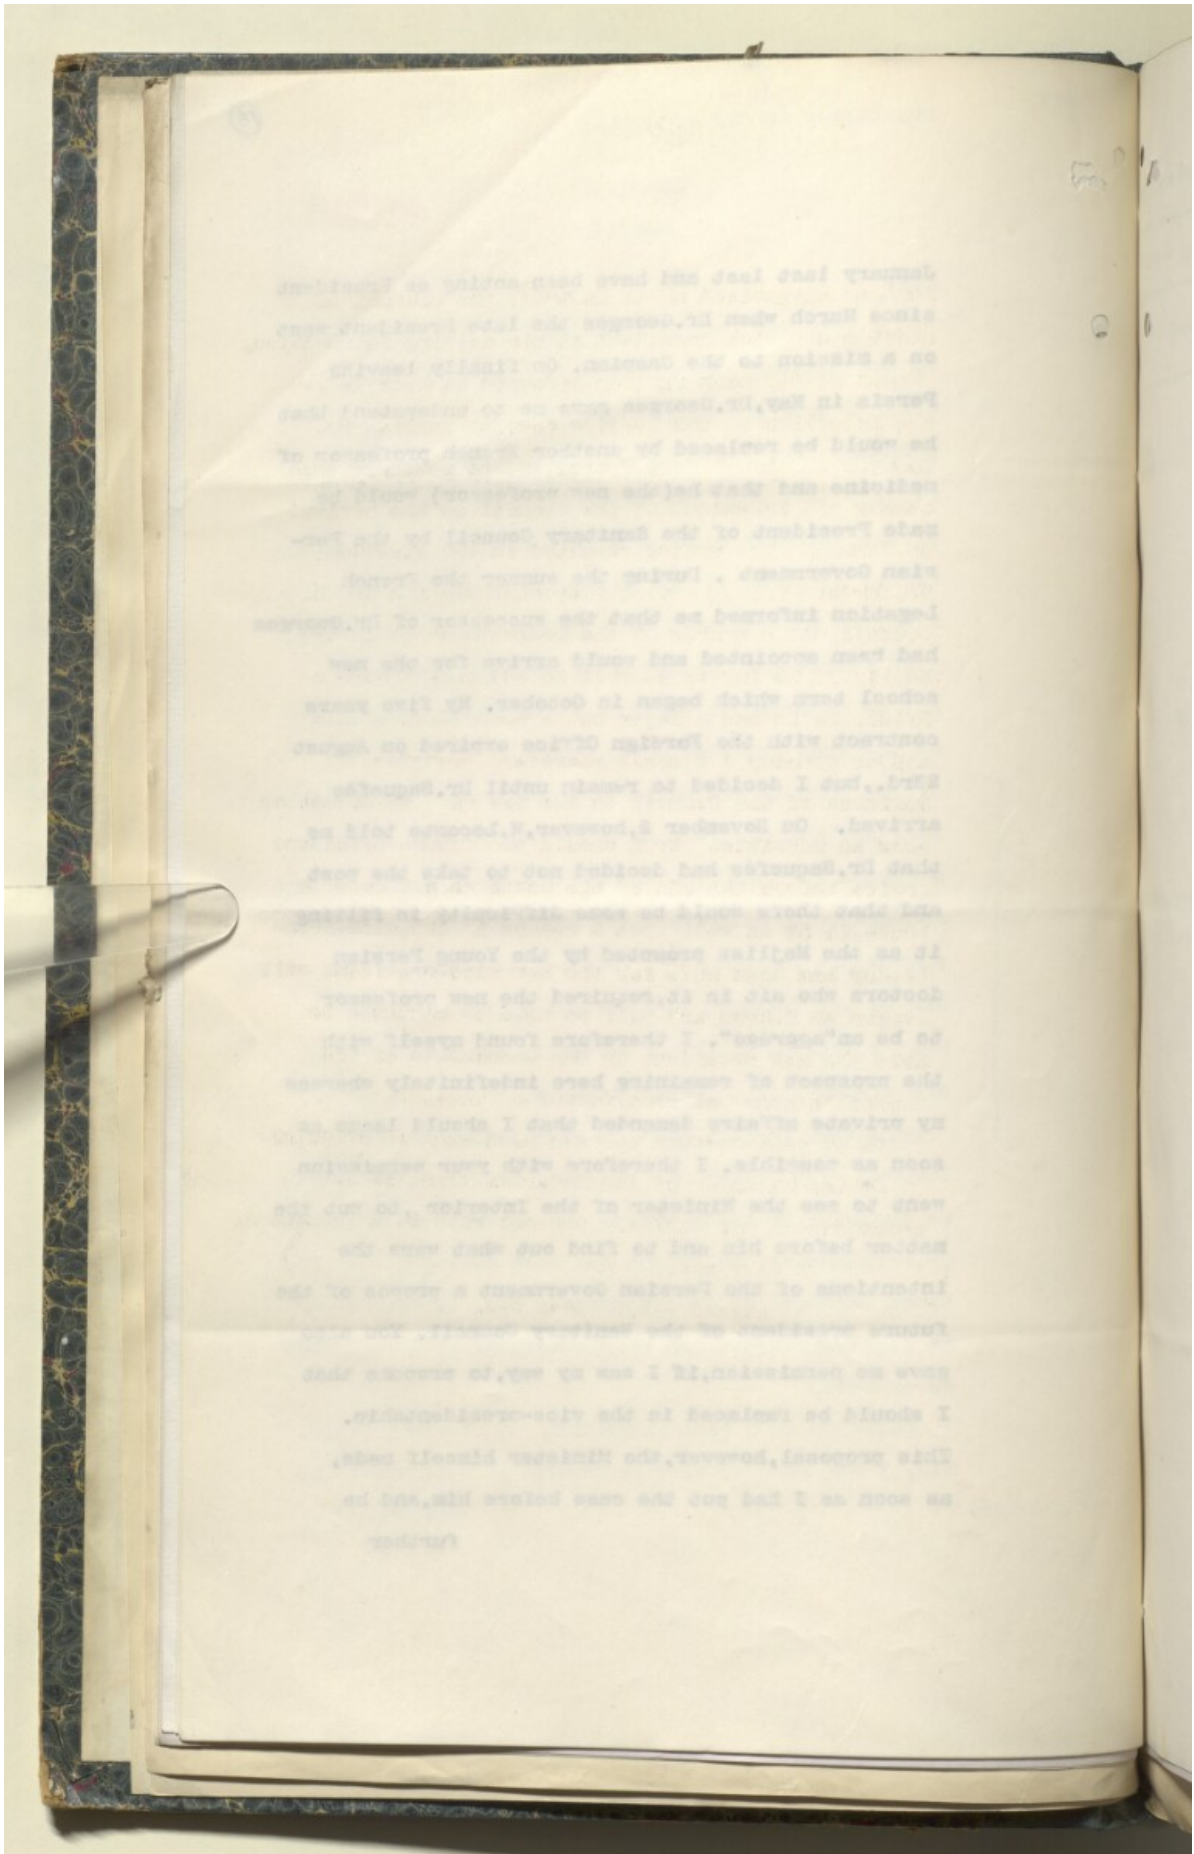 January last last and have been acting as President
since March when Dr.Georges the late President went
on a mission to the Caspian. On finally leaving
Persia in May,Dr.Georges gave me to understand that
he would be replaced by another French professor of
medicine and that he(the new professor) would be
made President of the Sanitary Council by the Per-
sian Government . During the summer the French
Legation informed me that the successor of Dr.Georges
had been appointed and would arrive for the new
school term which began in October. My five years
contract with the Foreign Office expired on August
23rd.,but I decided to remain until Dr.
arrived. On November 8,however,M.Lecomte told me
that Dr. had decided not to take the post
and that there would be some difficulty in filling
it as the Mejliss prompted by the Young Persian
doctors who sit in it,required the new professor
to be an"agrege". I therefore found myself with
the prospect of remaining here indefinitely whereas
my private affairs demanded that I should leave as
soon as possible. I therefore with your permission
went to see the Minister of the Interior ,to put the
matter before him and to find out what were the
intentions of the Persian Government a propos of the
future president of the Sanitary Council. You also
gave me permission,if I saw my way,to propose that
I should be replaced in the vice-presidentship.
This proposal,however,the Minister himself made,
as soon as I had put the case before him,and he
further